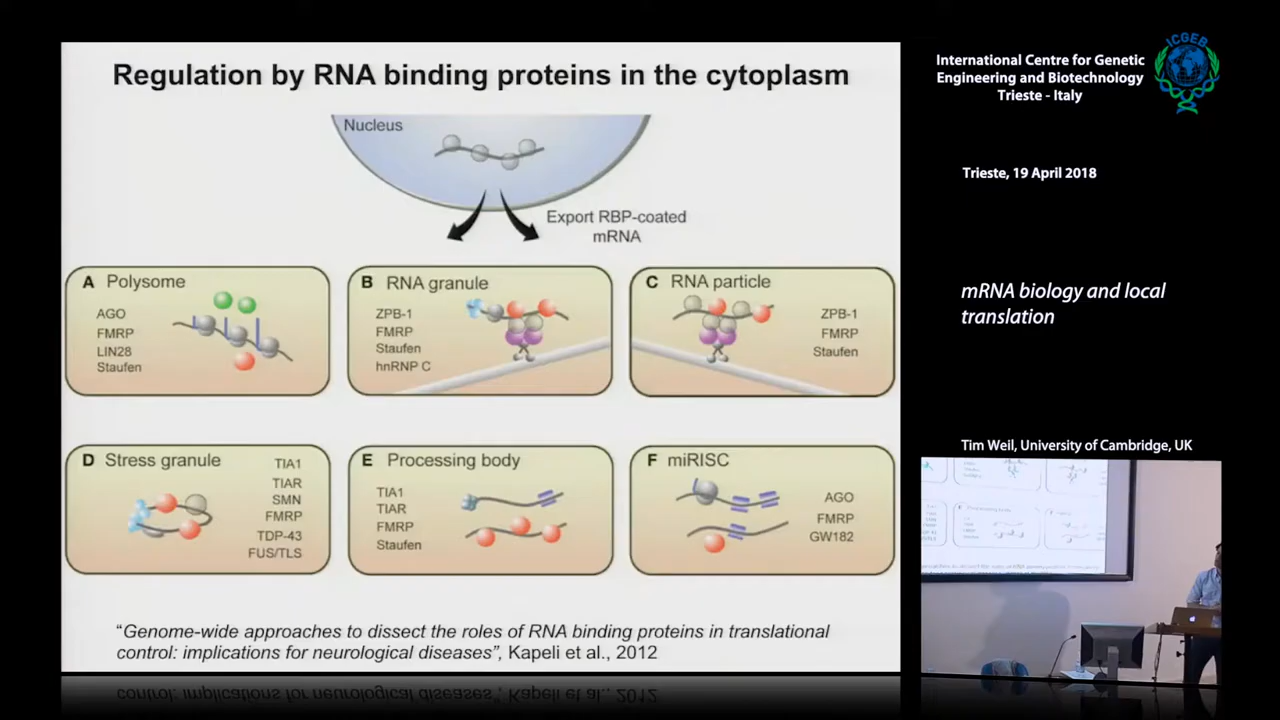 Regulation by RNA binding proteins in the cytoplasm
Nucleus
Export RBP-coated
mRNA
A Polysome
AGO
FMRP
LIN28
Staufen
B RNA granule
ZPB-1
FMRP
Staufen
hnRNP C
C RNA particle
ZPB-1
FMRP
Staufen
D Stress granule
TIA1
TIAR
SMN
FMRP
TDP-43
FUS/TLS
E Processing body
TIA1
TIAR
FMRP
Staufen
F miRISC
AGO
FMRP
GW182
“Genome-wide approaches to dissect the roles of RNA binding proteins in translational
control: implications for neurological diseases”, Kapeli et al., 2012
International Centre for Genetic
Engineering and Biotechnology
Trieste - Italy
ICGEB
Trieste, 19 April 2018
mRNA biology and local
translation
Tim Weil, University of Cambridge, UK